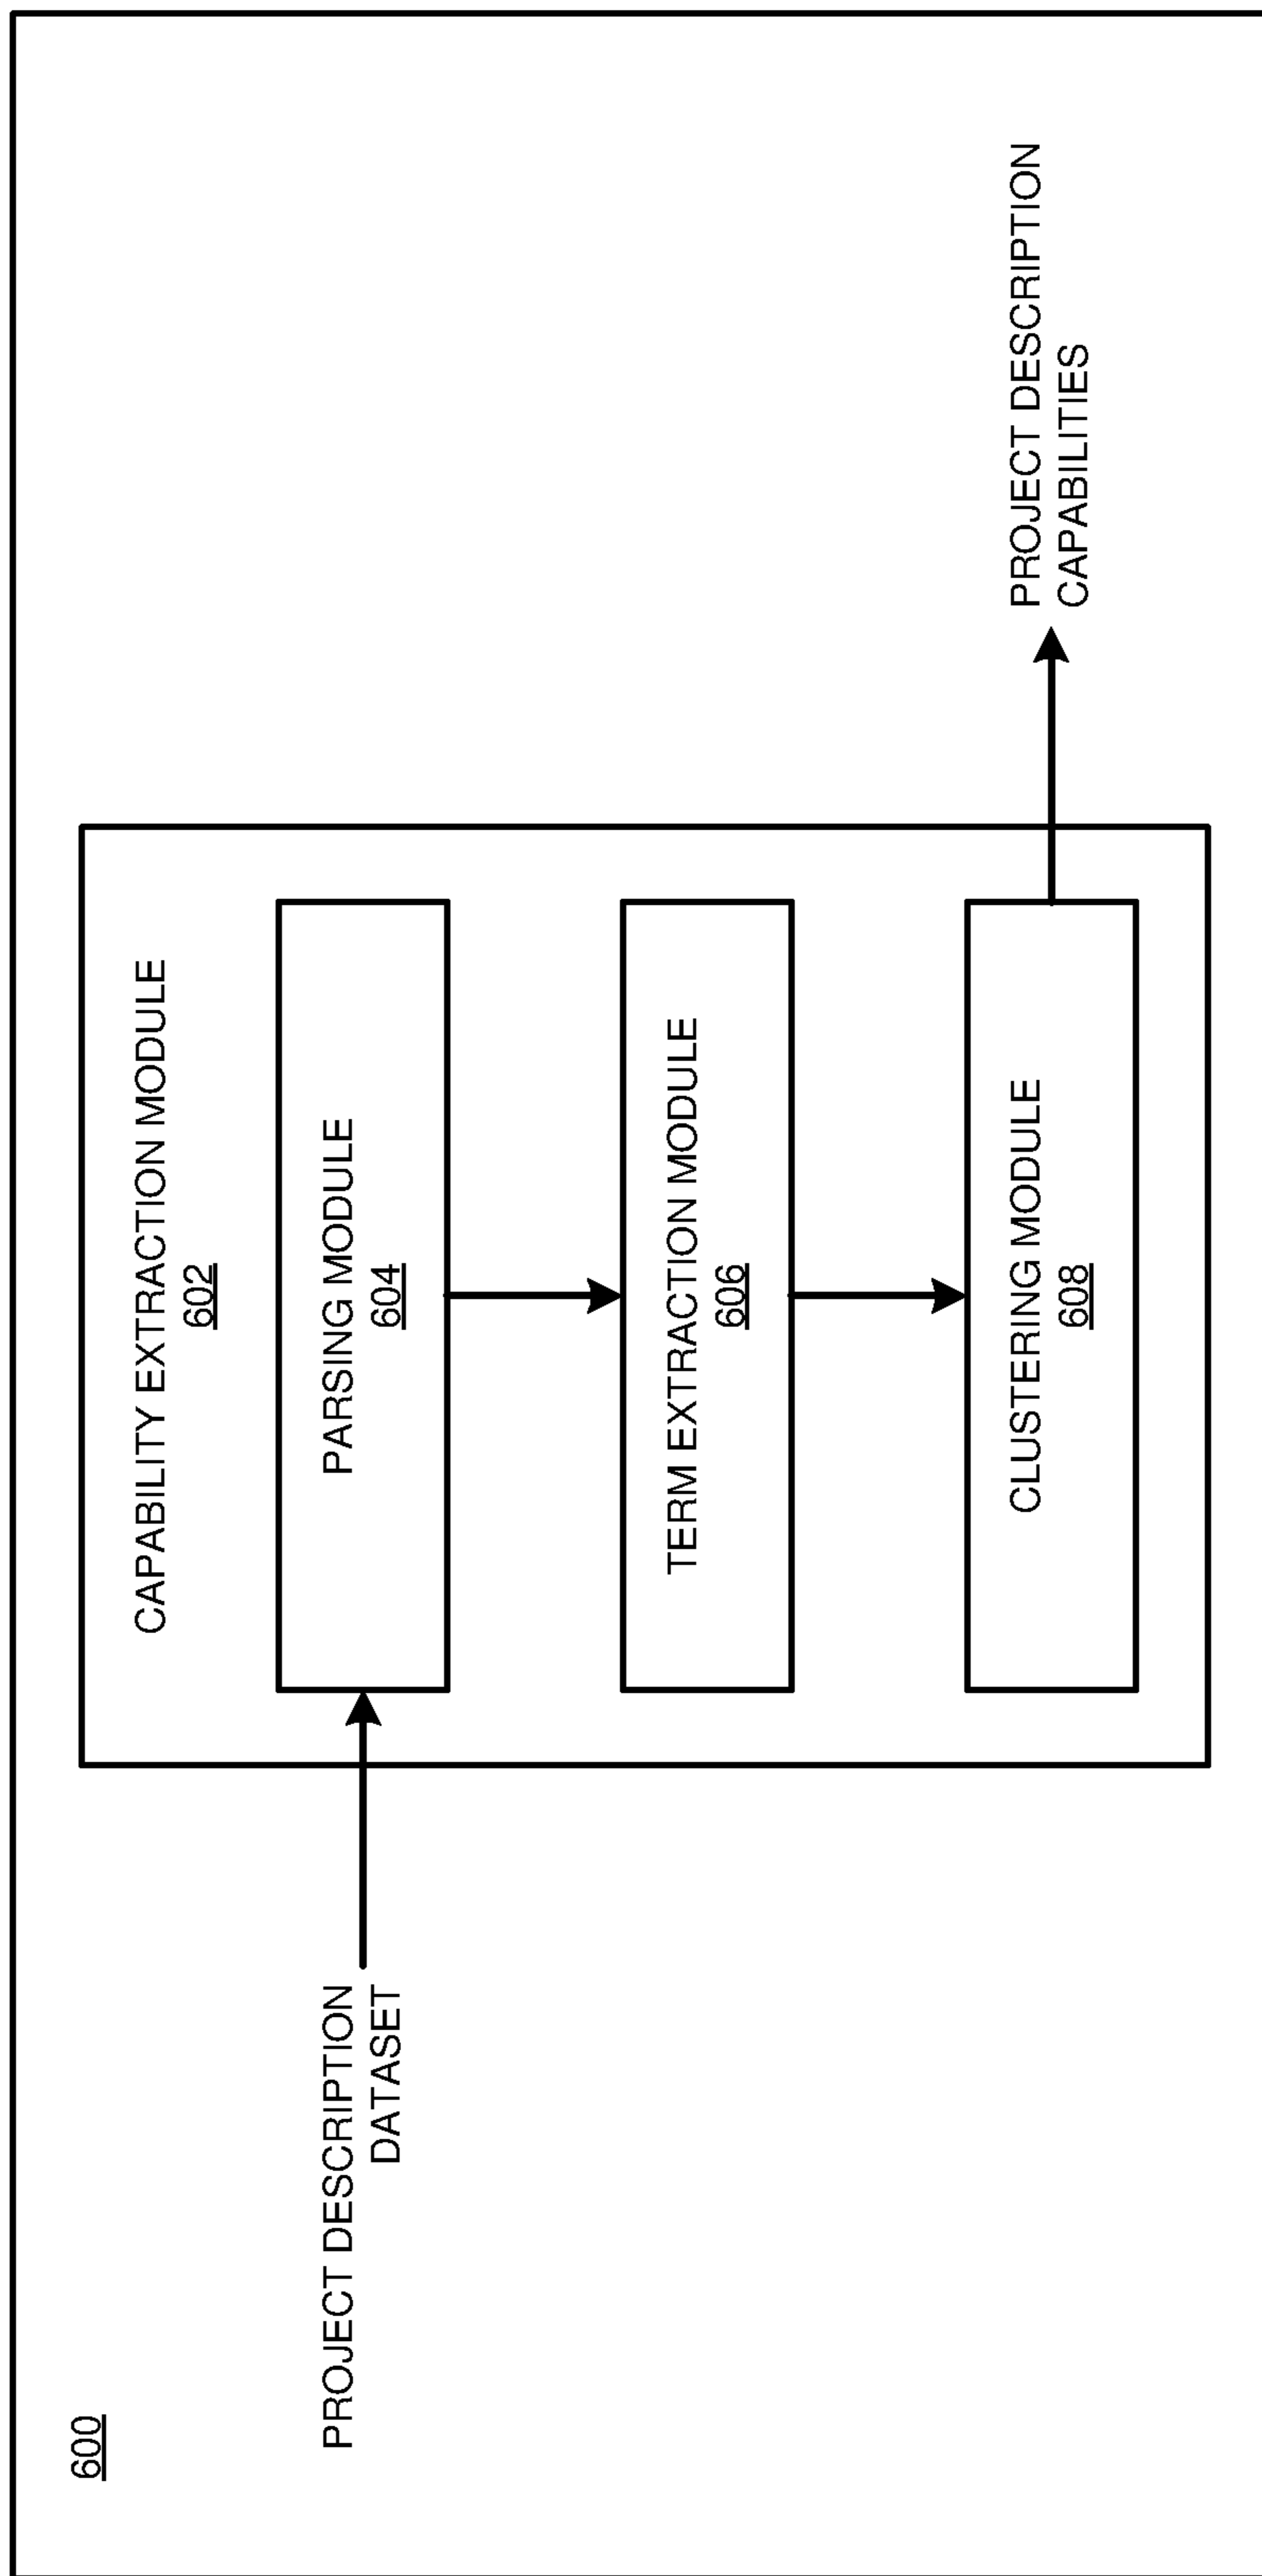 600
CAPABILITY EXTRACTION MODULE
602
PROJECT DESCRIPTION
DATASET
PARSING MODULE
604
TERM EXTRACTION MODULE
606
CLUSTERING MODULE
608
PROJECT DESCRIPTION
CAPABILITIES